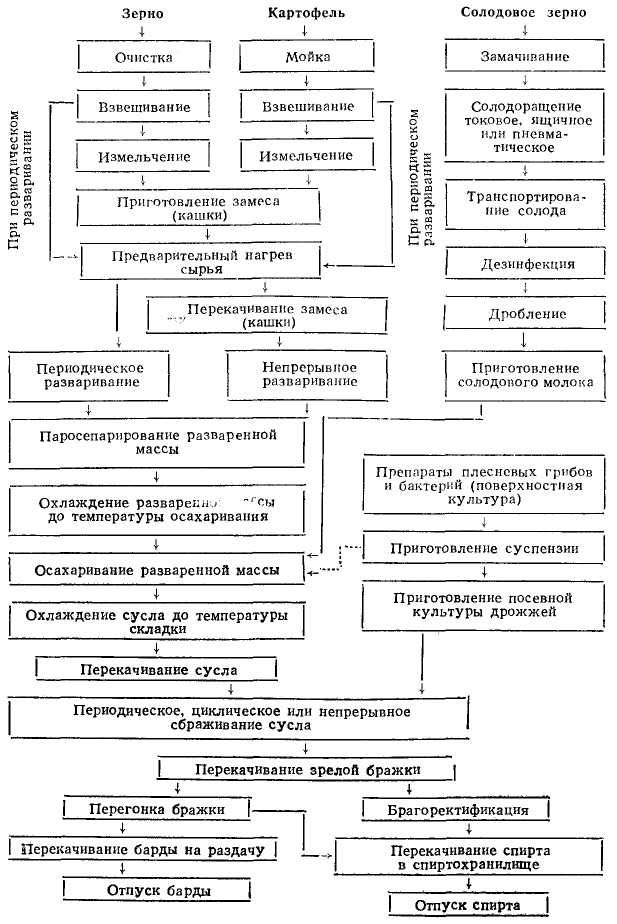 Зерно
Картофель
Солодовое зерно
Очистка
Мойка
Замачивание
Взвешивание
Взвешивание
Солодоращение
токовое, ящичное
или пневма-
тическое
При периодическом
разваривании
При периодическом
разваривании
Измельчение
Измельчение
Приготовление замеса
(кашки)
Транспортирова-
ние солода
Предварительный нагрев
сырья
Дезинфекция
Перекачивание замеса
(кашки)
Дробление
Периодическое
разваривание
Непрерывное
разваривание
Приготовление
солодового молока
Паросепарирование разваренной
массы
Препараты плесневых грибов
и бактерий (поверхностная
культура)
Охлаждение разваренной массы
до температуры осахаривания
Приготовление суспензии
Осахаривание разваренной массы
Приготовление посевной
культуры дрожжей
Охлаждение сусла до температуры
складки
Перекачивание сусла
Периодическое, циклическое или непрерывное
сбраживание сусла
Перекачивание зрелой бражки
Перегонка бражки
Брагоректификация
Перекачивание барды на раздачу
Перекачивание спирта
в спиртохранилище
Отпуск барды
Отпуск спирта